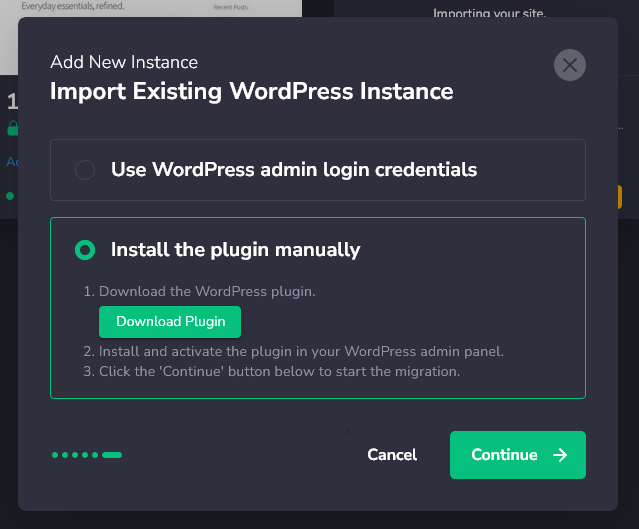 Everyday essentials, refined.
Recent Posts
Importing your site.
Add New Instance
Import Existing WordPress Instance
Use WordPress admin login credentials
Install the plugin manually
1. Download the WordPress plugin.
Download Plugin
2. Install and activate the plugin in your WordPress admin panel.
3. Click the 'Continue' button below to start the migration.
Cancel
Continue